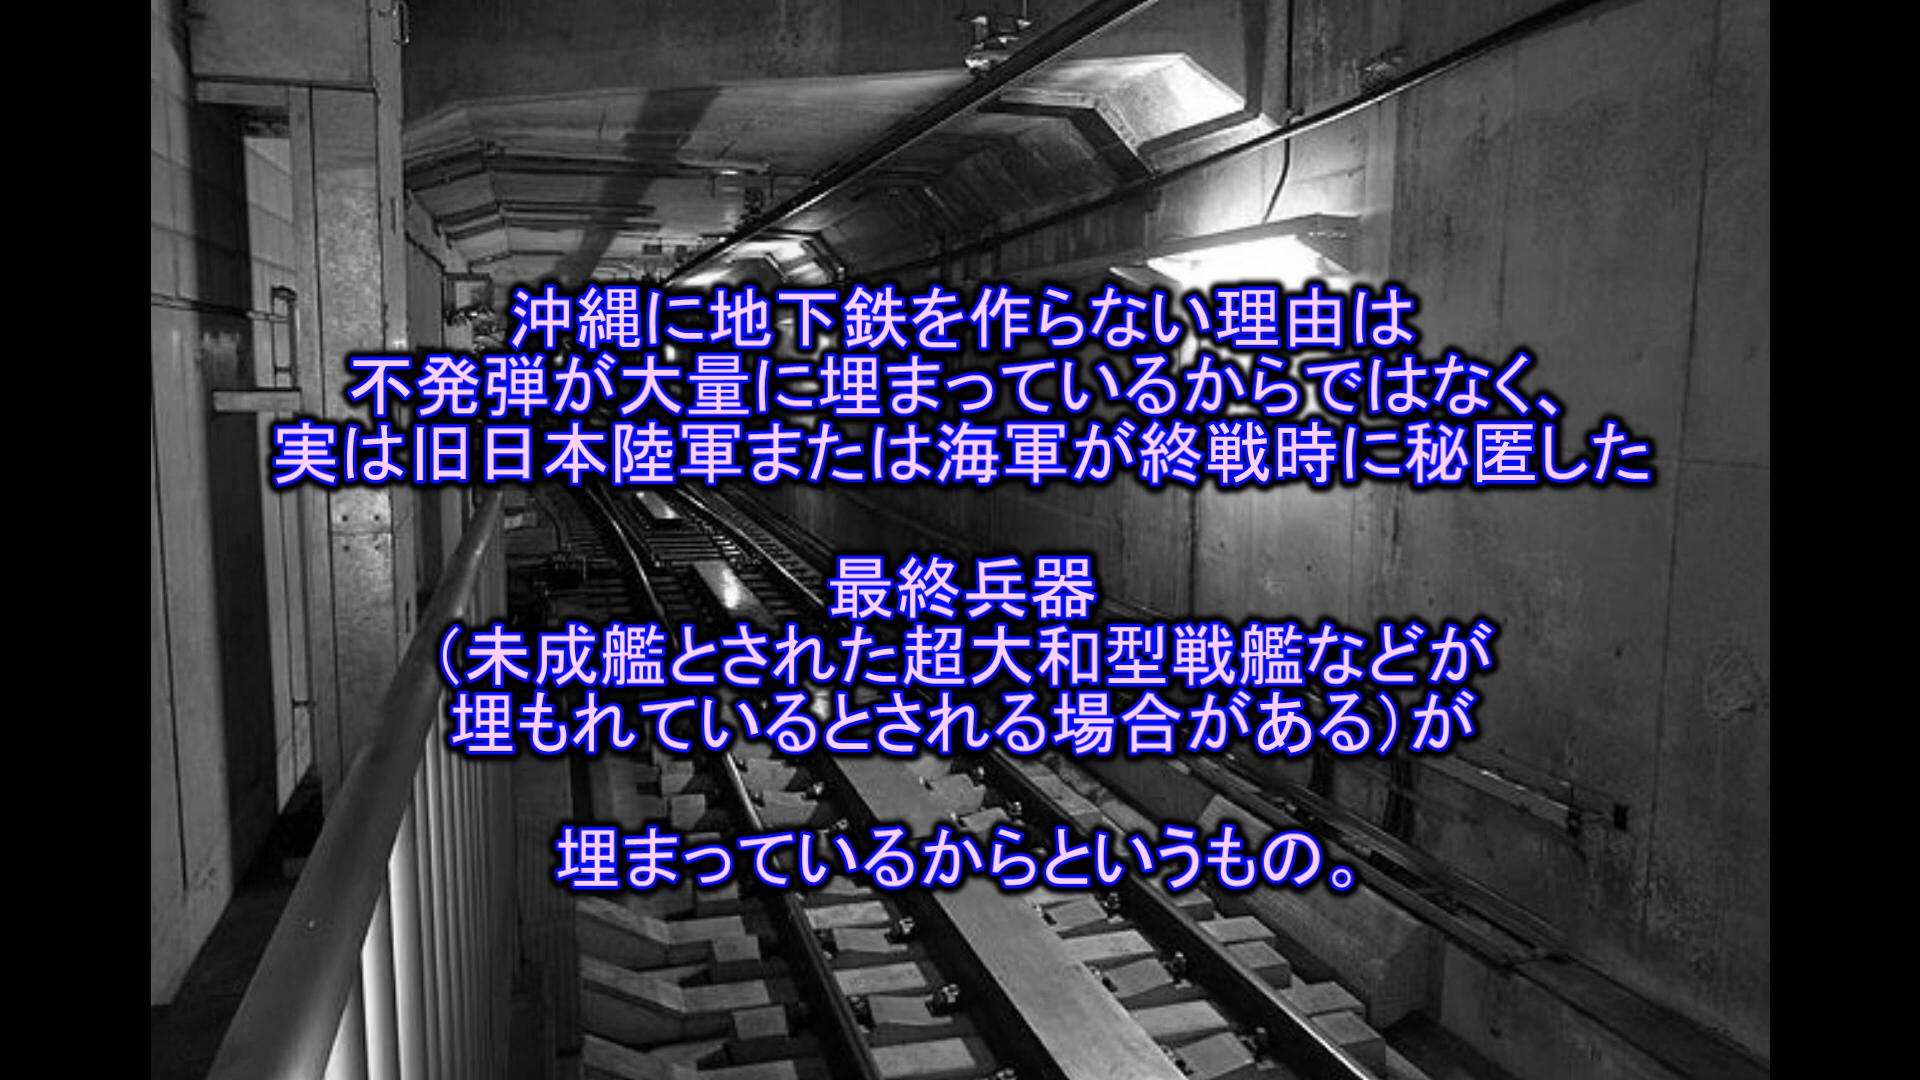 沖縄に地下鉄を作らない理由は
不発弾が大量に埋まっているからではなく、
実は旧日本陸軍または海軍が終戦時に秘匿した
最終兵器
（未成艦とされた超大和型戦艦などが
埋もれているとされる場合がある）が
埋まっているからというもの。